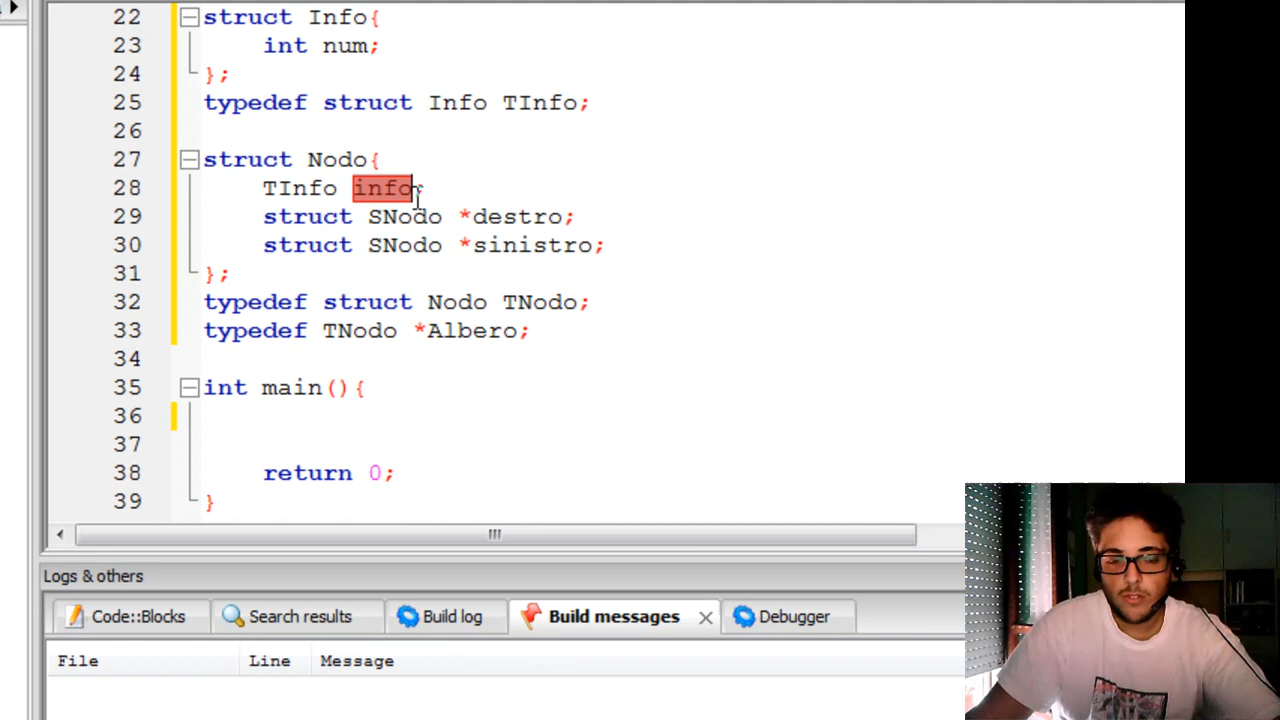 22 struct Info{
23 int num;
24 };
25 typedef struct Info TInfo;
26
27 struct Nodo{
28 TInfo info;
29 struct SNodo *destro;
30 struct SNodo *sinistro;
31 };
32 typedef struct Nodo TNodo;
33 typedef TNodo *Albero;
34
35 int main(){
36
37
38 return 0;
39 }
Logs & others
Code::Blocks Search results Build log Build messages Debugger
File Line Message